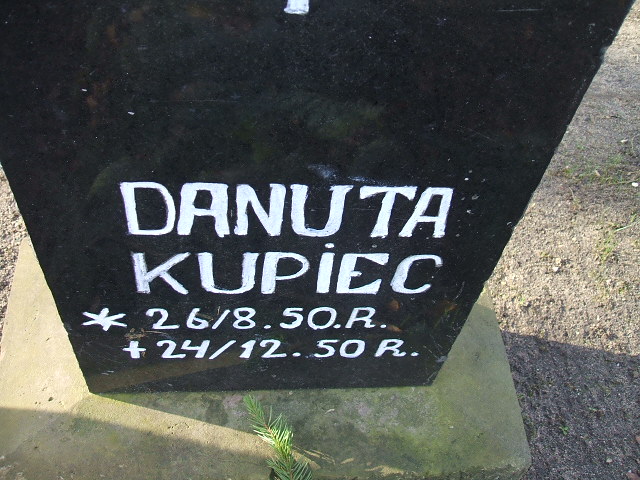 DANUTA
KUPIEC
* 26/8.50.R.
+ 24/12.50 R.